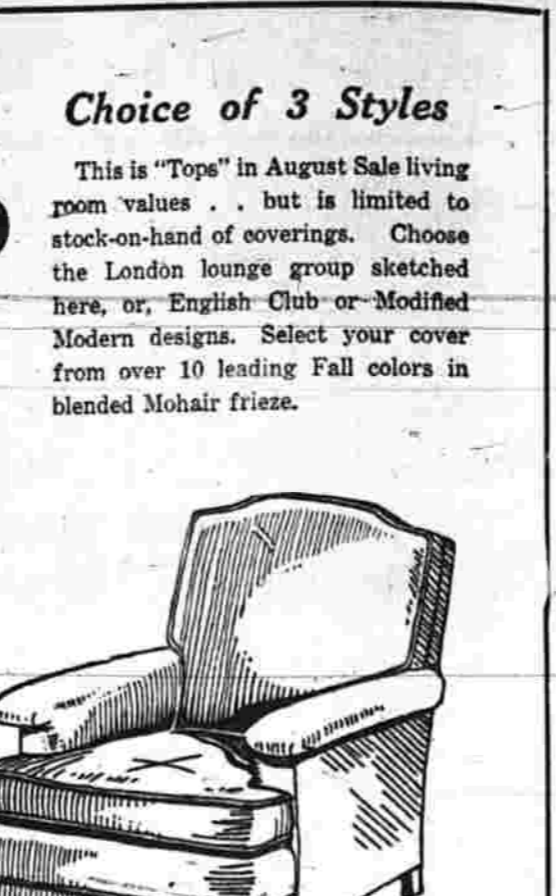 Choice of 3 Styles
This is "Tops" in August Sale living
room values . . but is limited to
stock-on-hand of coverings. Choose
the London lounge group sketched
here, or, English Club or Modified
Modern designs. Select your cover
from over 10 leading Fall colors in
blended Mohair frieze.